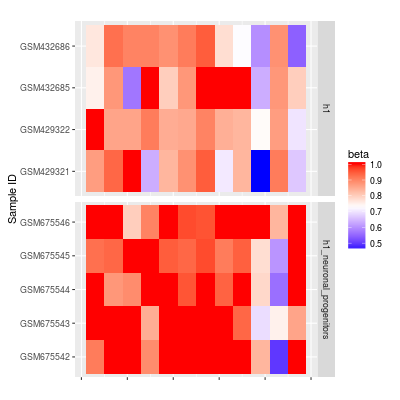 Sample ID
GSM432686
GSM432685
GSM429322
GSM429321
h1
GSM675546
GSM675545
GSM675544
GSM675543
GSM675542
h1_neuronal_progenitors
beta
1.0
0.9
0.8
0.7
0.6
0.5